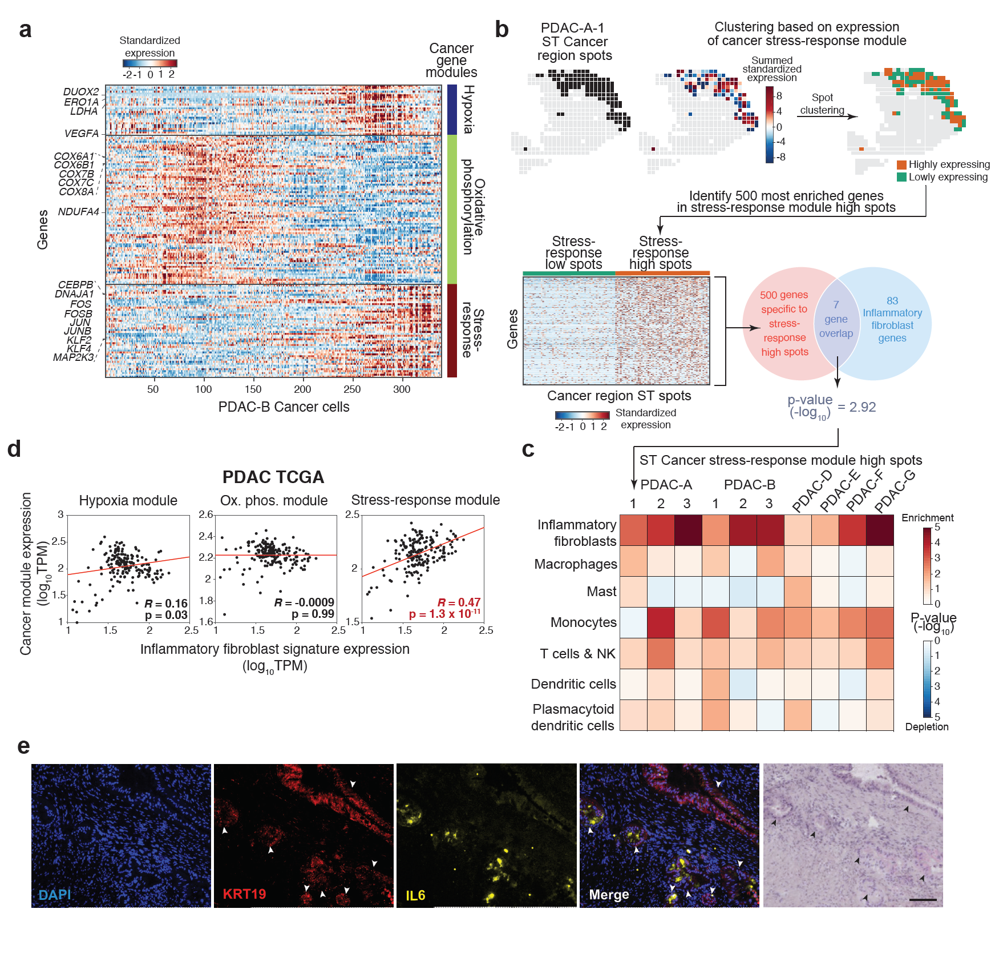 a
Standardized
expression
-2 -1 0 1 2
Cancer
gene
modules
DUOX2
ERO1A
LDHA
VEGFA
COX6A1
COX6B1
COX7B
COX7C
COX8A
NDUFA4
CEBPB
DNAJA1
FOS
FOSB
JUN
JUNB
KLF2
KLF4
MAP2K3
Genes
Hypoxia
Oxidative
phosphorylation
Stress-
response
50 100 150 200 250 300
PDAC-B Cancer cells
b
PDAC-A-1
ST Cancer
region spots
Clustering based on expression
of cancer stress-response module
Summed
standardized
expression
8
4
0
-4
-8
Spot
clustering
Highly expressing
Lowly expressing
Identify 500 most enriched genes
in stress-response module high spots
Stress-
response
low spots
Stress-
response
high spots
Genes
Cancer region ST spots
-2 -1 0 1 2
Standardized
expression
500 genes
specific to
stress-
response
high spots
7
gene
overlap
83
Inflammatory
fibroblast
genes
p-value
(-log10) = 2.92
c
ST Cancer stress-response module high spots
PDAC-A PDAC-B PDAC-D PDAC-E PDAC-F PDAC-G
1 2 3 1 2 3
Inflammatory
fibroblasts
Macrophages
Mast
Monocytes
T cells & NK
Dendritic cells
Plasmacytoid
dendritic cells
Enrichment
5
4
3
2
1
0
P-value
(-log10)
0
1
2
3
4
5
Depletion
d
PDAC TCGA
Hypoxia module
Ox. phos. module
Stress-response module
Cancer module expression
(log10TPM)
3
2.5
2
1.5
1
R = 0.16
p = 0.03
1 1.5 2 2.5
2.6
2.4
2.2
2
1.8
1.6
R = -0.0009
p = 0.99
1 1.5 2 2.5
2.5
2
1.5
R = 0.47
p = 1.3 x 10-11
1 1.5 2 2.5
Inflammatory fibroblast signature expression
(log10TPM)
e
DAPI
KRT19
IL6
Merge